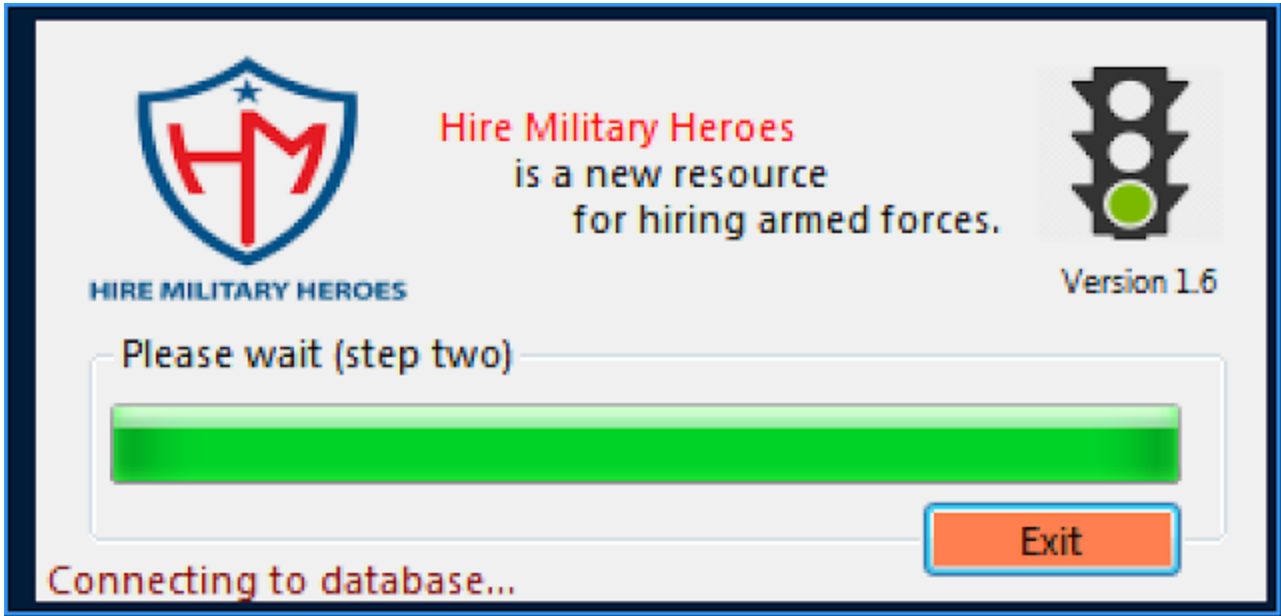 HM
Hire Military Heroes
is a new resource
for hiring armed forces.
HIRE MILITARY HEROES
Version 1.6
Please wait (step two)
Exit
Connecting to database...